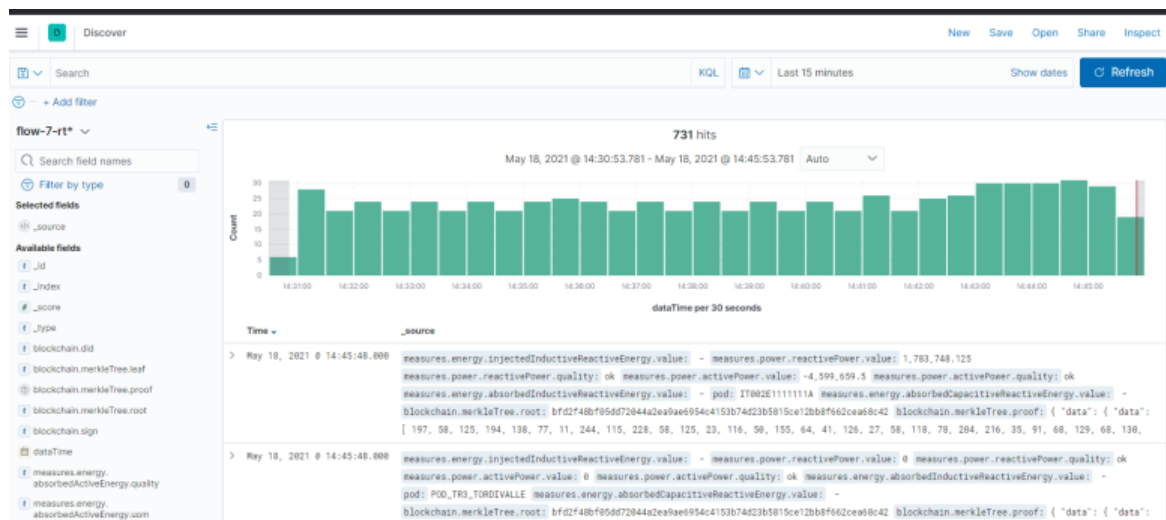 D Discover New Save Open Share Inspect
Search KQL Last 15 minutes Show dates Refresh
+ Add filter
flow-7-rt*
Search field names
Filter by type 0
Selected fields
_source
Available fields
t _id
t _index
# _score
t _type
t blockchain.did
t blockchain.merkleTree.leaf
blockchain.merkleTree.proof
t blockchain.merkleTree.root
t blockchain.sign
dataTime
t measures.energy.
absorbedActiveEnergy.quality
t measures.energy.
absorbedActiveEnergy.uom
731 hits
May 18, 2021 @ 14:30:53.781 - May 18, 2021 @ 14:45:53.781 Auto
Count
30
25
20
15
10
5
0
14:31:00 14:32:00 14:33:00 14:34:00 14:35:00 14:36:00 14:37:00 14:38:00 14:39:00 14:40:00 14:41:00 14:42:00 14:43:00 14:44:00 14:45:00
dataTime per 30 seconds
Time _source
May 18, 2021 @ 14:45:48.000 measures.energy.injectedInductiveReactiveEnergy.value: - measures.power.reactivePower.value: 1,783,748.125
measures.power.reactivePower.quality: ok measures.power.activePower.value: -4,599,659.5 measures.power.activePower.quality: ok
measures.energy.absorbedInductiveReactiveEnergy.value: - pod: IT002E1111111A measures.energy.absorbedCapacitiveReactiveEnergy.value: -
blockchain.merkleTree.root: bfd2f48bf05dd72044a2ea9ae6954c4153b74d23b5815ce12bb8f662cea68c42 blockchain.merkleTree.proof: { "data": { "data":
[ 197, 58, 125, 194, 138, 77, 11, 244, 115, 228, 58, 125, 23, 116, 50, 155, 64, 41, 126, 27, 58, 118, 78, 204, 216, 35, 91, 68, 129, 68, 130,
May 18, 2021 @ 14:45:48.000 measures.energy.injectedInductiveReactiveEnergy.value: - measures.power.reactivePower.value: 0 measures.power.reactivePower.quality: ok
measures.power.activePower.value: 0 measures.power.activePower.quality: ok measures.energy.absorbedInductiveReactiveEnergy.value: -
pod: POD_TR3_TORDIVALLE measures.energy.absorbedCapacitiveReactiveEnergy.value: -
blockchain.merkleTree.root: bfd2f48bf05dd72044a2ea9ae6954c4153b74d23b5815ce12bb8f662cea68c42 blockchain.merkleTree.proof: { "data": { "data":